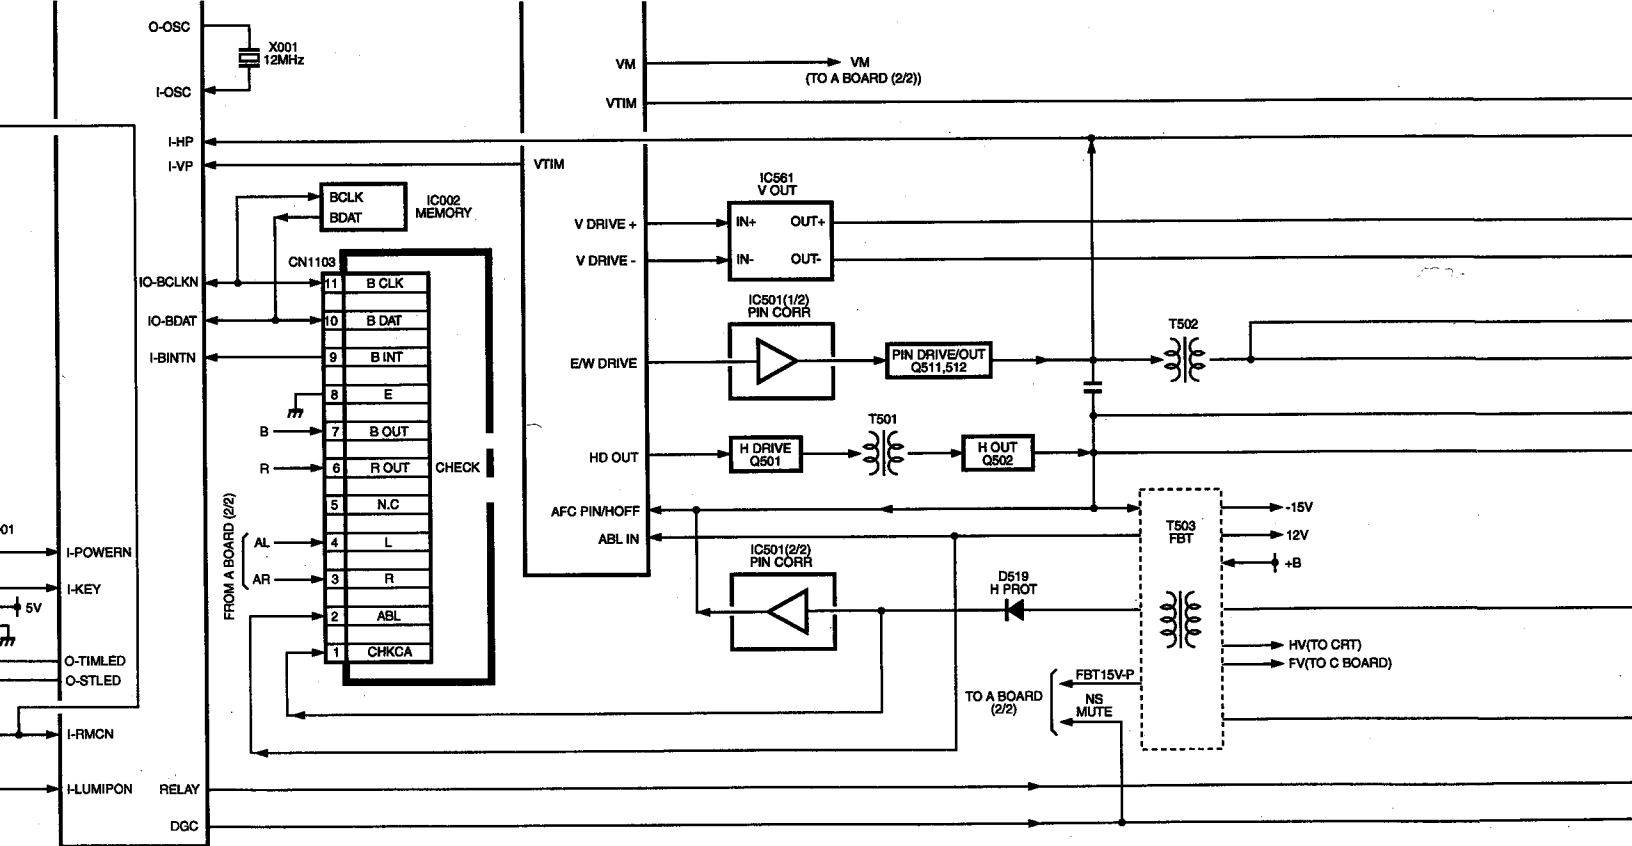 O-OSC
X001
12MHz
I-OSC
I-HP
I-VP
VM
VM
(TO A BOARD (2/2))
VTIM
VTIM
BCLK
BDAT
IC002
MEMORY
IC561
V OUT
V DRIVE +
IN+
OUT+
V DRIVE -
IN-
OUT-
CN1103
IO-BCLKN
11
B CLK
IO-BDAT
10
B DAT
I-BINTN
9
B INT
8
E
B
7
B OUT
R
6
R OUT
CHECK
5
N.C
FROM A BOARD (2/2)
AL
4
L
AR
3
R
2
ABL
1
CHKCA
IC501(1/2)
PIN CORR
E/W DRIVE
PIN DRIVE/OUT
Q511,512
T502
HD OUT
H DRIVE
Q501
T501
H OUT
Q502
AFC PIN/HOFF
ABL IN
IC501(2/2)
PIN CORR
D519
H PROT
T503
FBT
-15V
12V
+B
HV(TO CRT)
FV(TO C BOARD)
FBT15V-P
TO A BOARD
(2/2)
NS
MUTE
01
I-POWERN
I-KEY
5V
O-TIMLED
O-STLED
I-RMCN
I-LUMIPON
RELAY
DGC